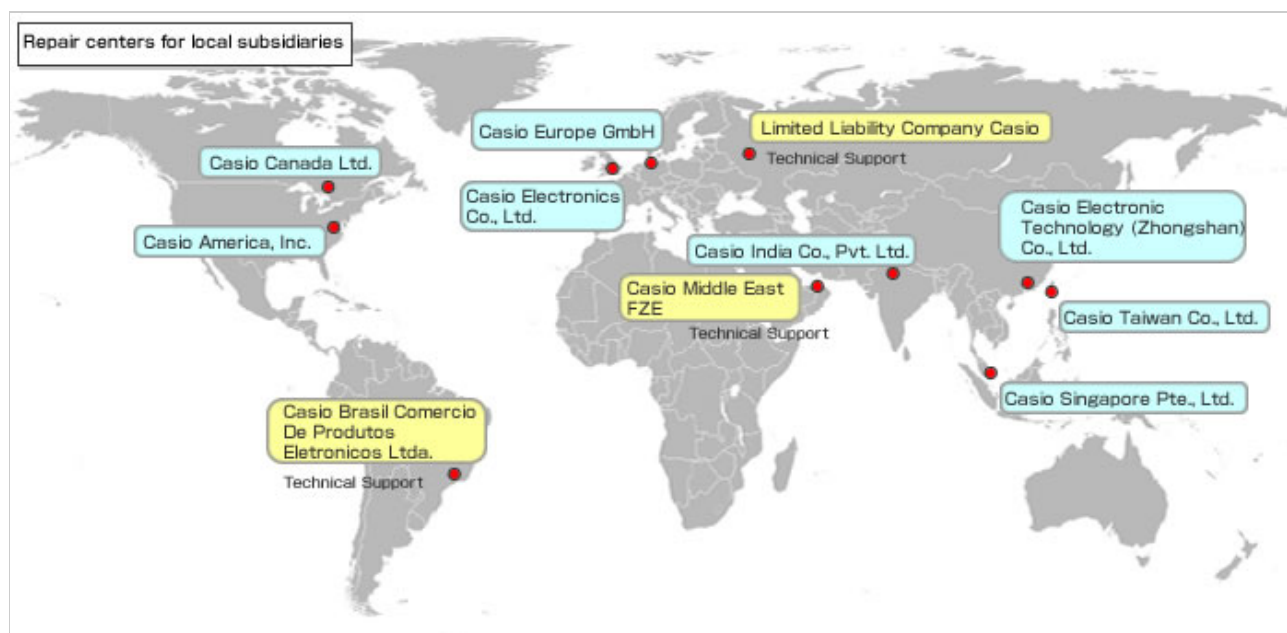 Repair centers for local subsidiaries
Casio Europe GmbH
Limited Liability Company Casio
Technical Support
Casio Canada Ltd.
Casio Electronics
Co., Ltd.
Casio Electronic
Technology (Zhongshan)
Co., Ltd.
Casio America, Inc.
Casio India Co., Pvt. Ltd.
Casio Middle East
FZE
Technical Support
Casio Taiwan Co., Ltd.
Casio Singapore Pte., Ltd.
Casio Brasil Comercio
De Produtos
Eletronicos Ltda.
Technical Support